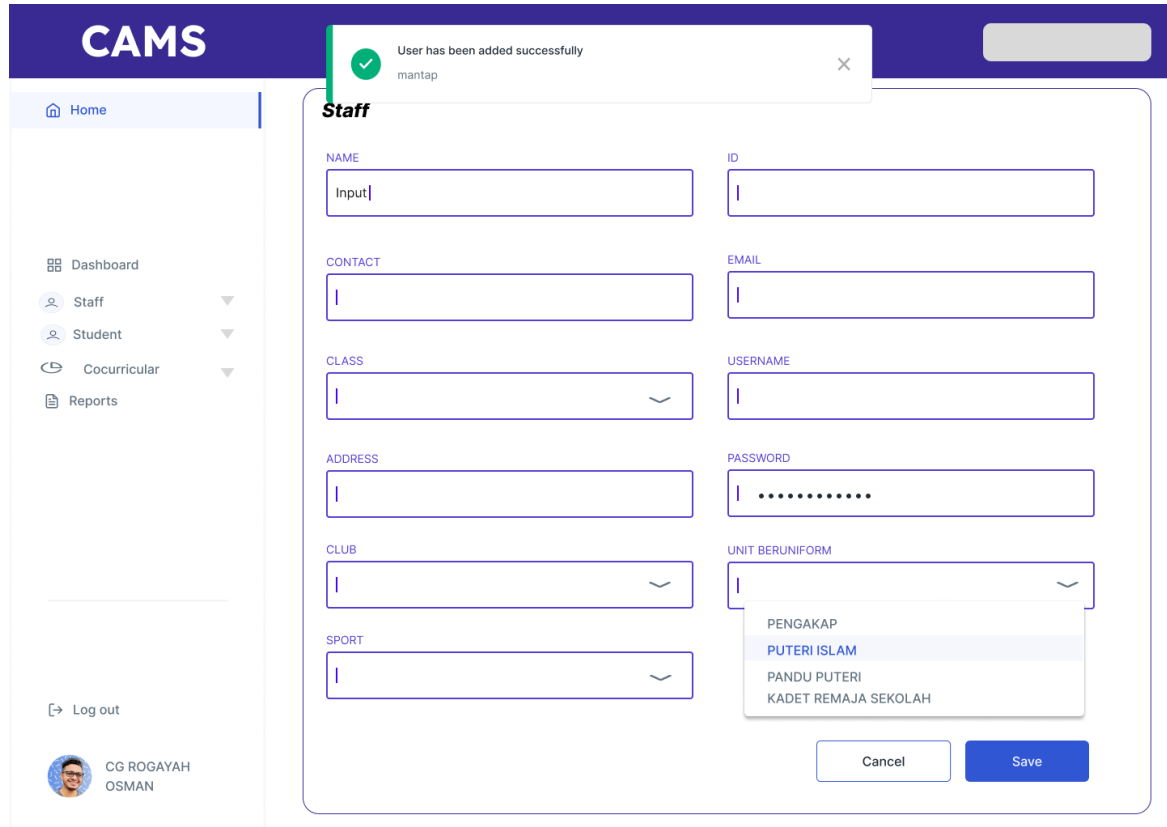 CAMS
User has been added successfully
mantap
Home
Staff
NAME
ID
Input
CONTACT
EMAIL
Dashboard
Staff
Student
Cocurricular
Reports
CLASS
USERNAME
ADDRESS
PASSWORD
••••••••••••
CLUB
UNIT BERUNIFORM
PENGAKAP
PUTERI ISLAM
PANDU PUTERI
KADET REMAJA SEKOLAH
SPORT
Log out
CG ROGAYAH
OSMAN
Cancel
Save